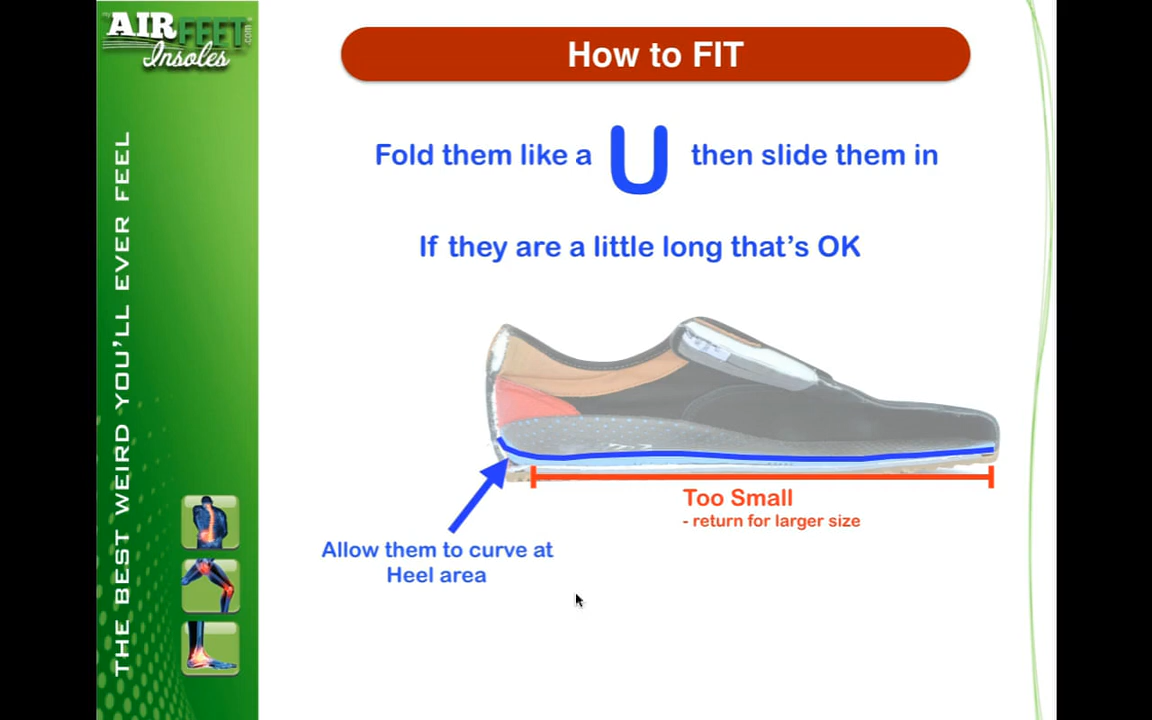 my
AIR FEET .com
Insoles
THE BEST WEIRD YOU'LL EVER FEEL
How to FIT
Fold them like a U then slide them in
If they are a little long that's OK
Too Small
- return for larger size
Allow them to curve at
Heel area